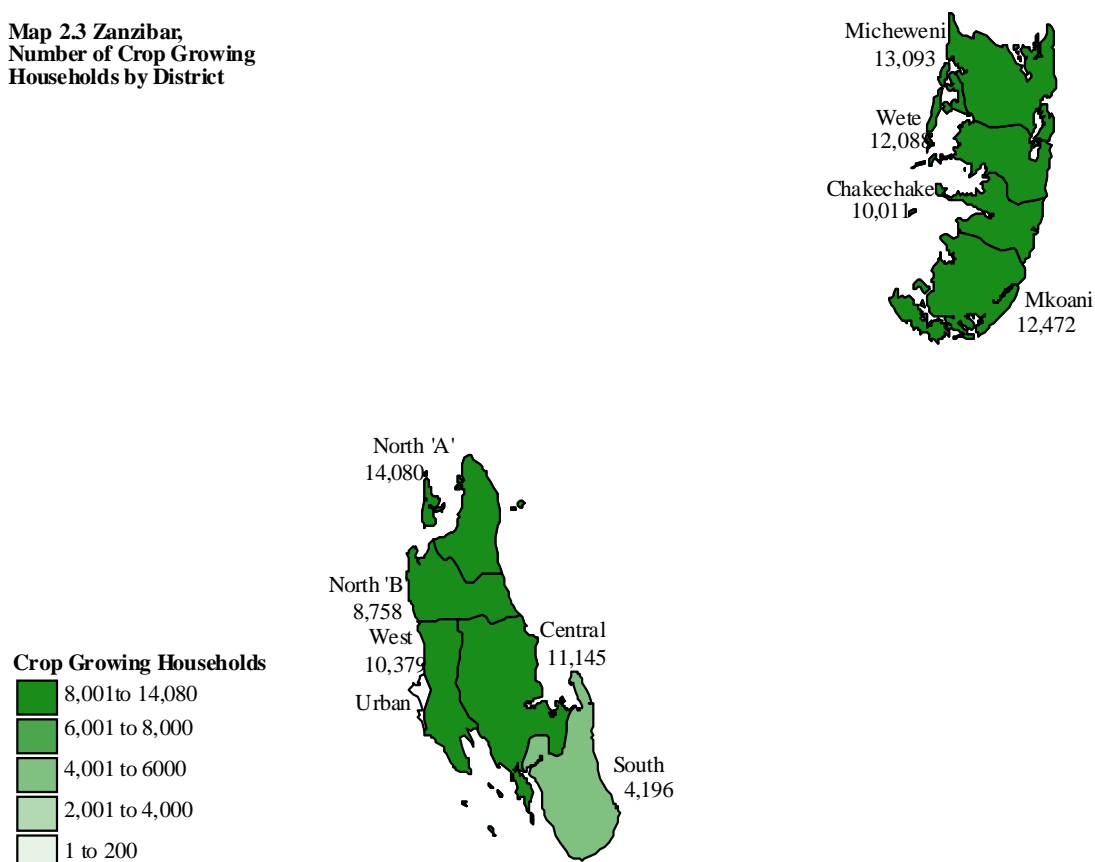 Map 2.3 Zanzibar,
Number of Crop Growing
Households by District
Micheweni
13,093
Wete
12,088
Chakechake
10,011
Mkoani
12,472
North 'A'
14,080
North 'B
8,758
West
10,379
Urban
Central
11,145
South
4,196
Crop Growing Households
8,001to 14,080
6,001 to 8,000
4,001 to 6000
2,001 to 4,000
1 to 200